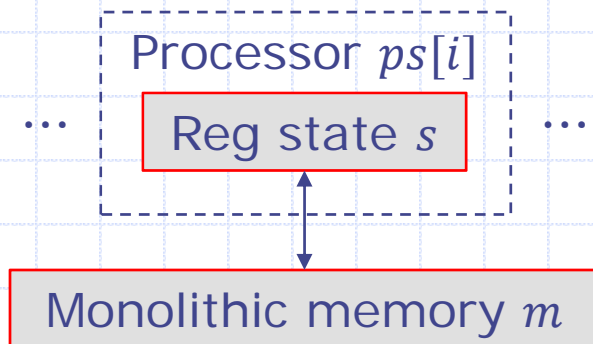 Processor ps[i]
... Reg state s ...
Monolithic memory m